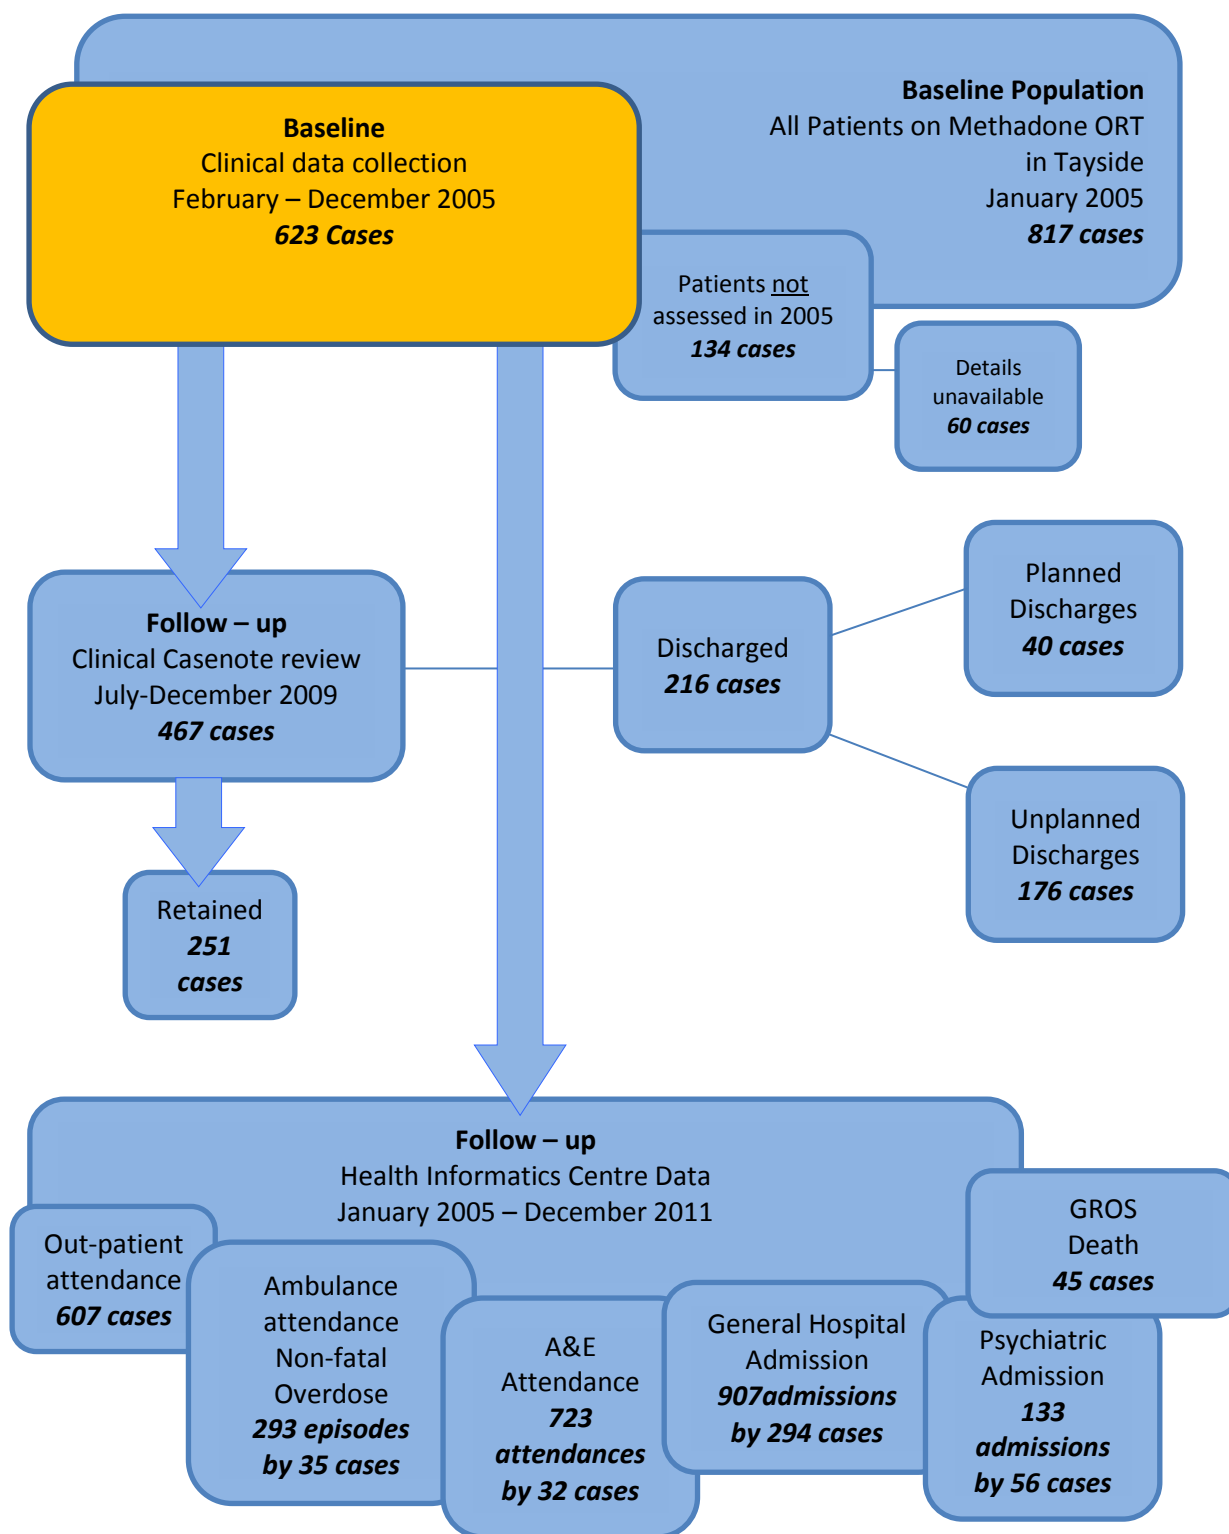 Baseline Population
All Patients on Methadone ORT
in Tayside
January 2005
817 cases
Baseline
Clinical data collection
February – December 2005
623 Cases
Patients not
assessed in 2005
134 cases
Details
unavailable
60 cases
Follow – up
Clinical Casenote review
July-December 2009
467 cases
Discharged
216 cases
Planned
Discharges
40 cases
Unplanned
Discharges
176 cases
Retained
251
cases
Follow – up
Health Informatics Centre Data
January 2005 – December 2011
Out-patient
attendance
607 cases
Ambulance
attendance
Non-fatal
Overdose
293 episodes
by 35 cases
A&E
Attendance
723
attendances
by 32 cases
General Hospital
Admission
907admissions
by 294 cases
GROS
Death
45 cases
Psychiatric
Admission
133
admissions
by 56 cases